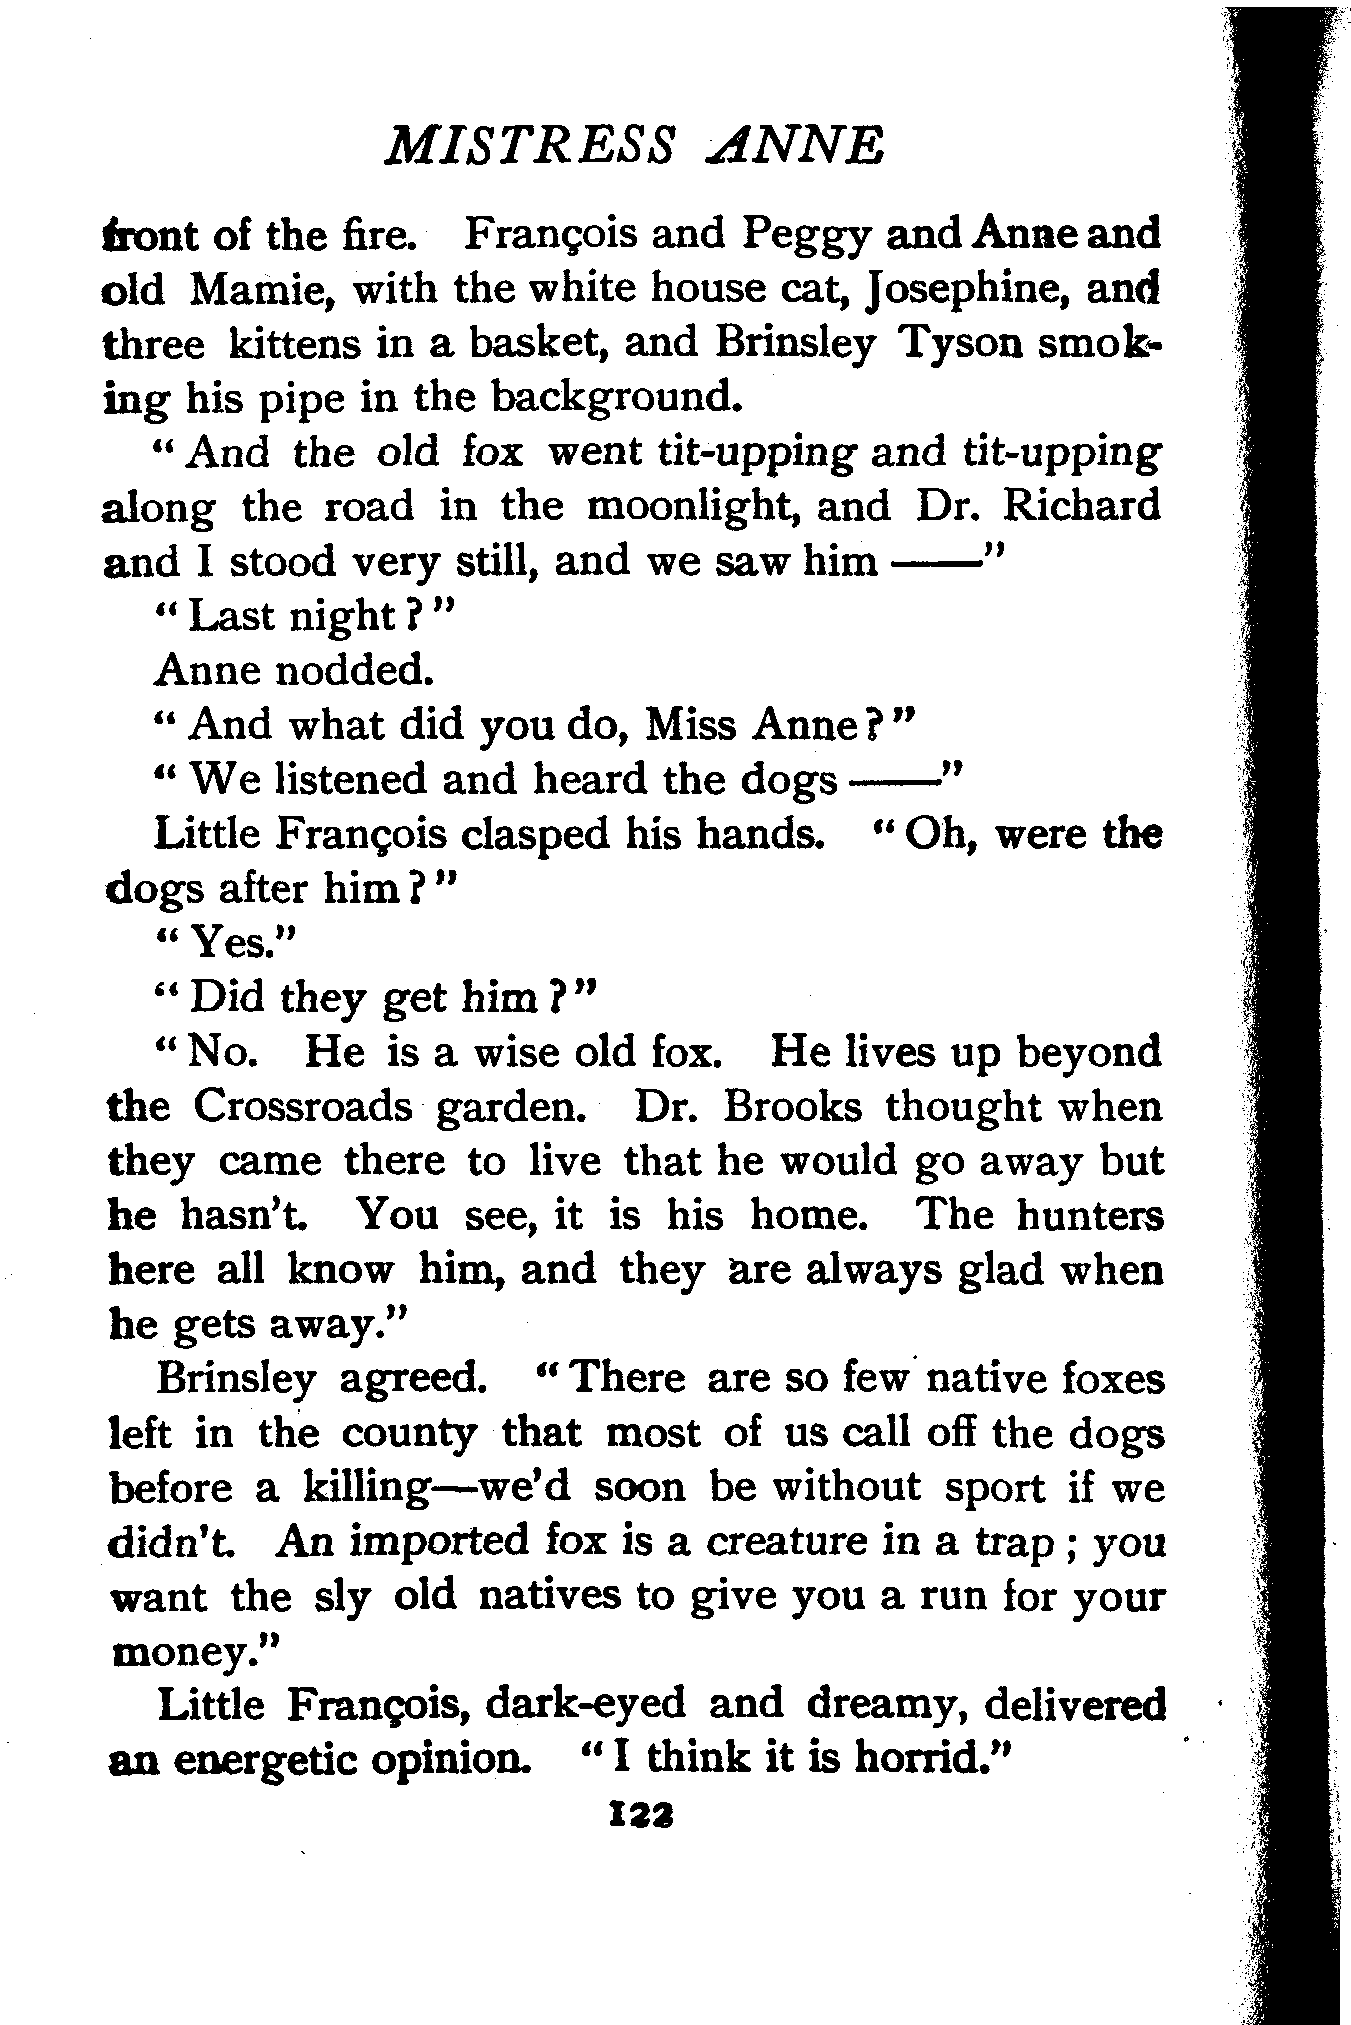 MISTRESS ANNE
front of the fire. François and Peggy and Anne and
old Mamie, with the white house cat, Josephine, and
three kittens in a basket, and Brinsley Tyson smok-
ing his pipe in the background.
“ And the old fox went tit-upping and tit-upping
along the road in the moonlight, and Dr. Richard
and I stood very still, and we saw him ——”
“ Last night ? ”
Anne nodded.
“ And what did you do, Miss Anne ? ”
“ We listened and heard the dogs ——”
Little François clasped his hands. “ Oh, were the
dogs after him ? ”
“ Yes.”
“ Did they get him ? ”
“ No. He is a wise old fox. He lives up beyond
the Crossroads garden. Dr. Brooks thought when
they came there to live that he would go away but
he hasn’t. You see, it is his home. The hunters
here all know him, and they are always glad when
he gets away.”
Brinsley agreed. “ There are so few native foxes
left in the county that most of us call off the dogs
before a killing—we’d soon be without sport if we
didn’t. An imported fox is a creature in a trap ; you
want the sly old natives to give you a run for your
money.”
Little François, dark-eyed and dreamy, delivered
an energetic opinion. “ I think it is horrid.”
122